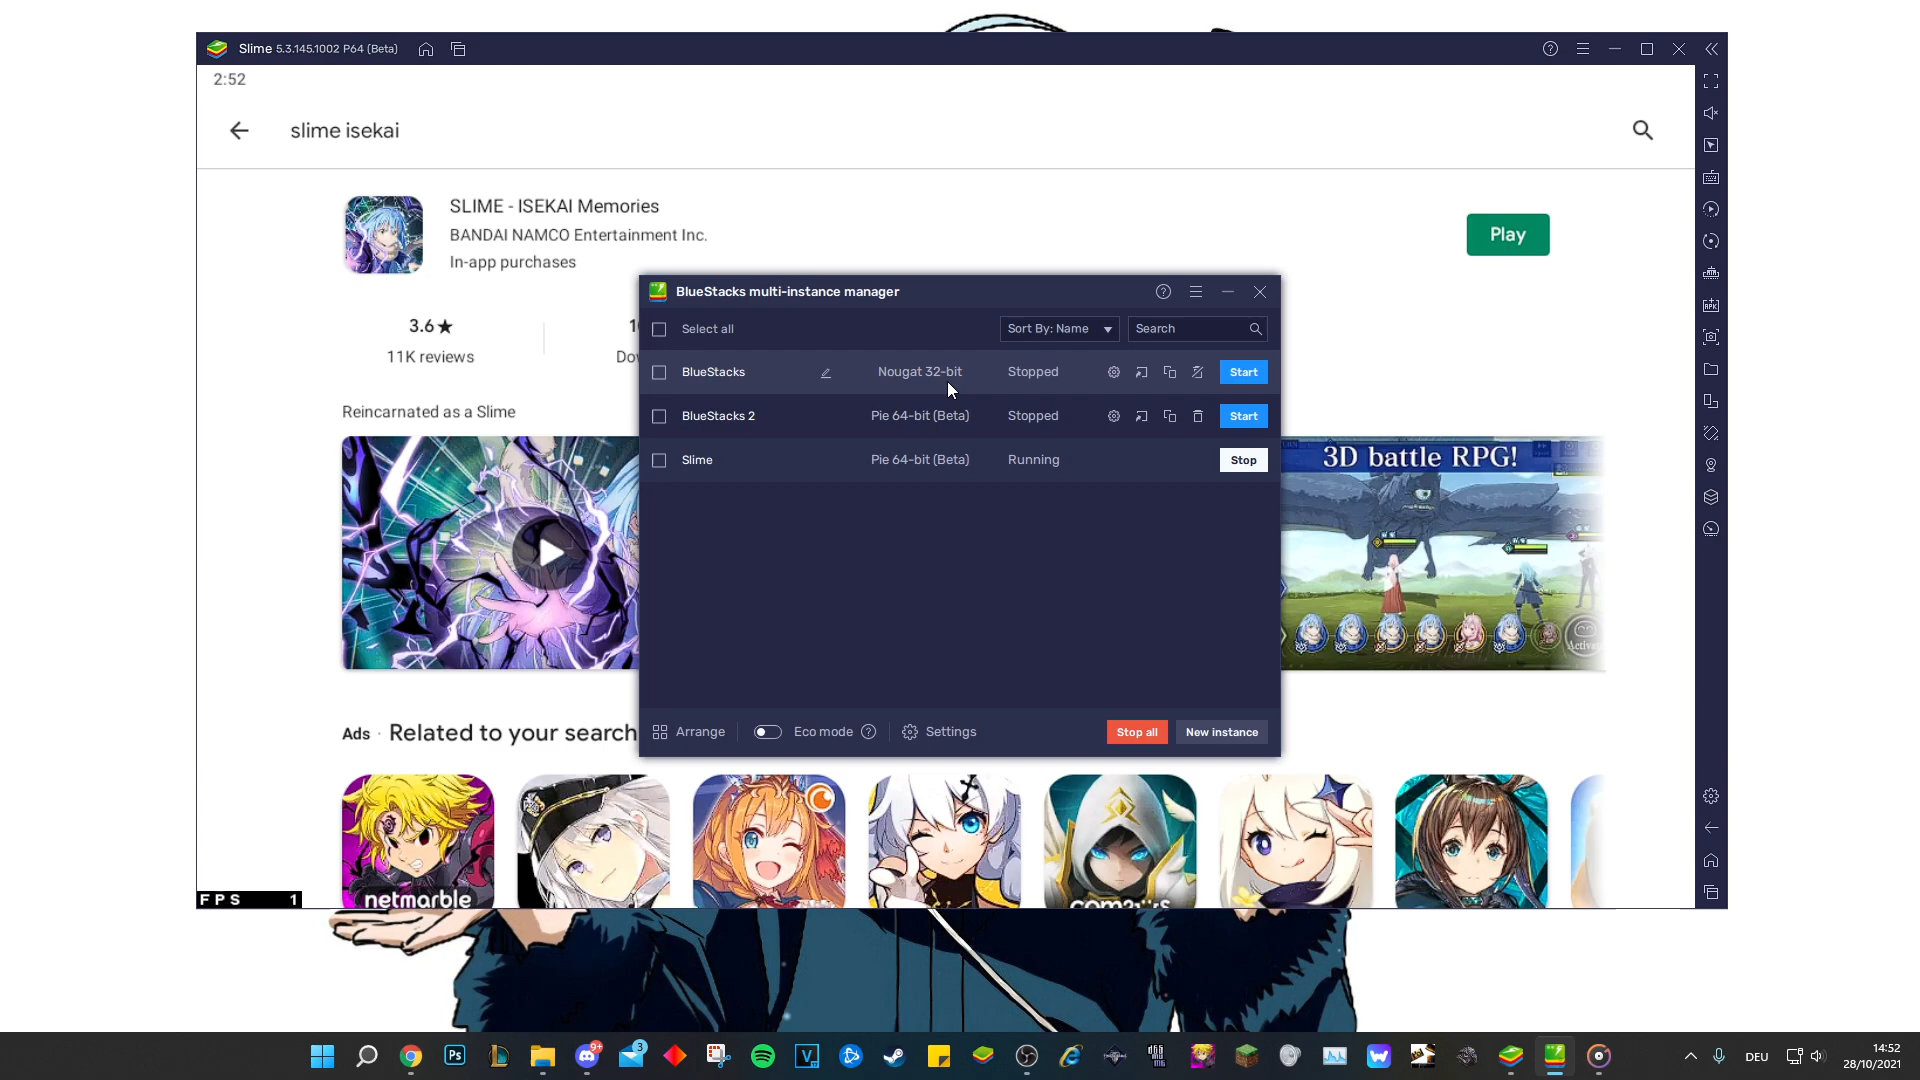 Slime 5.3.145.1002 P64 (Beta)
2:52
slime isekai
SLIME - ISEKAI Memories
BANDAI NAMCO Entertainment Inc.
In-app purchases
Play
3.6★
11K reviews
Reincarnated as a Slime
BlueStacks multi-instance manager
Select all
Sort By: Name
Search
BlueStacks
Nougat 32-bit
Stopped
Start
BlueStacks 2
Pie 64-bit (Beta)
Stopped
Start
Slime
Pie 64-bit (Beta)
Running
Stop
3D battle RPG!
Arrange
Eco mode
Settings
Stop all
New instance
Ads · Related to your search
netmarble
com2us
FPS 1
9+
3
Ps
DEU
14:52
28/10/2021